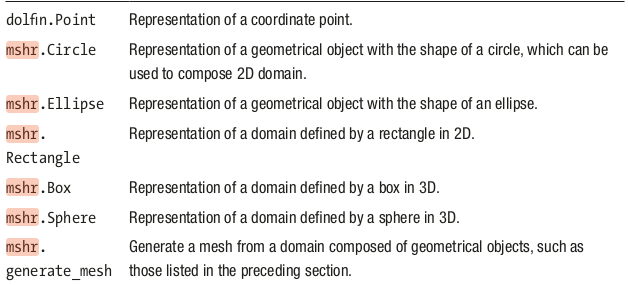 dolfin.Point Representation of a coordinate point.
mshr.Circle Representation of a geometrical object with the shape of a circle, which can be
used to compose 2D domain.
mshr.Ellipse Representation of a geometrical object with the shape of an ellipse.
mshr. Representation of a domain defined by a rectangle in 2D.
Rectangle
mshr.Box Representation of a domain defined by a box in 3D.
mshr.Sphere Representation of a domain defined by a sphere in 3D.
mshr. Generate a mesh from a domain composed of geometrical objects, such as
generate_mesh those listed in the preceding section.